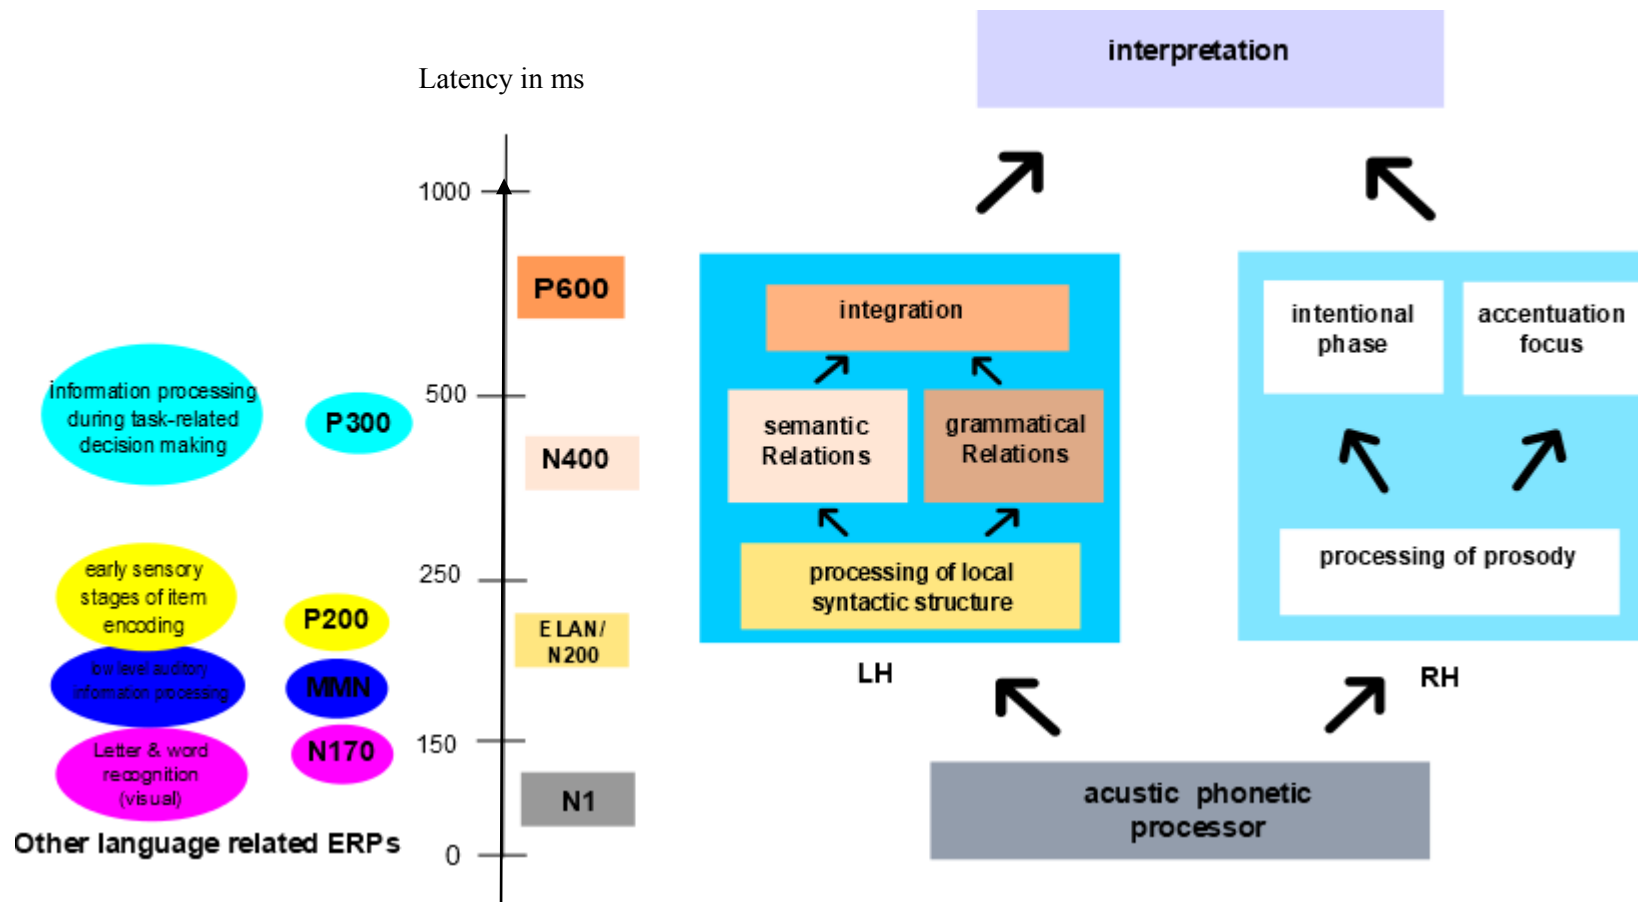 Latency in ms
1000
500
250
150
0
P600
N400
E LAN/
N200
N1
information processing
during task-related
decision making
P300
early sensory
stages of item
encoding
P200
low level auditory
information processing
MMN
Letter & word
recognition
(visual)
N170
Other language related ERPs
interpretation
integration
semantic
Relations
grammatical
Relations
processing of local
syntactic structure
LH
intentional
phase
accentuation
focus
processing of prosody
RH
acustic phonetic
processor